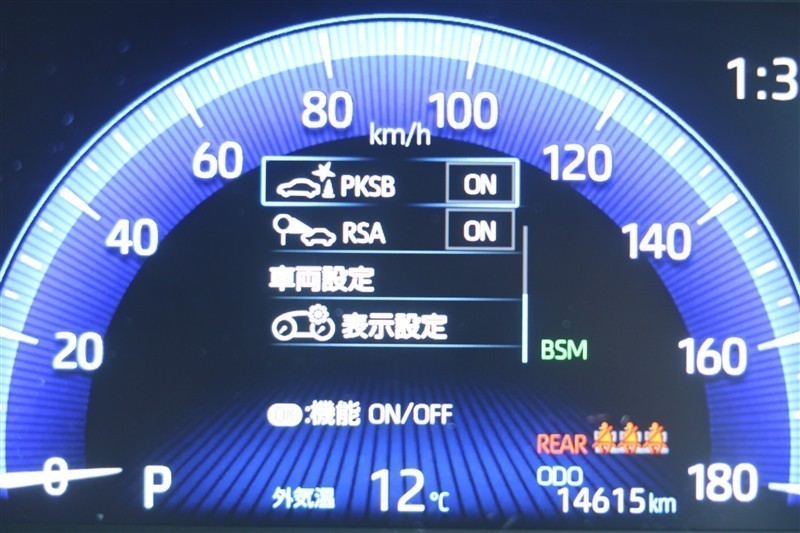 1:3
80 100
km/h
60 120
PKSB ON
40 140
RSA ON
車両設定
表示設定
20 160
BSM
:機能 ON/OFF
REAR
0 P 180
ODO
外気温 12℃
14615km